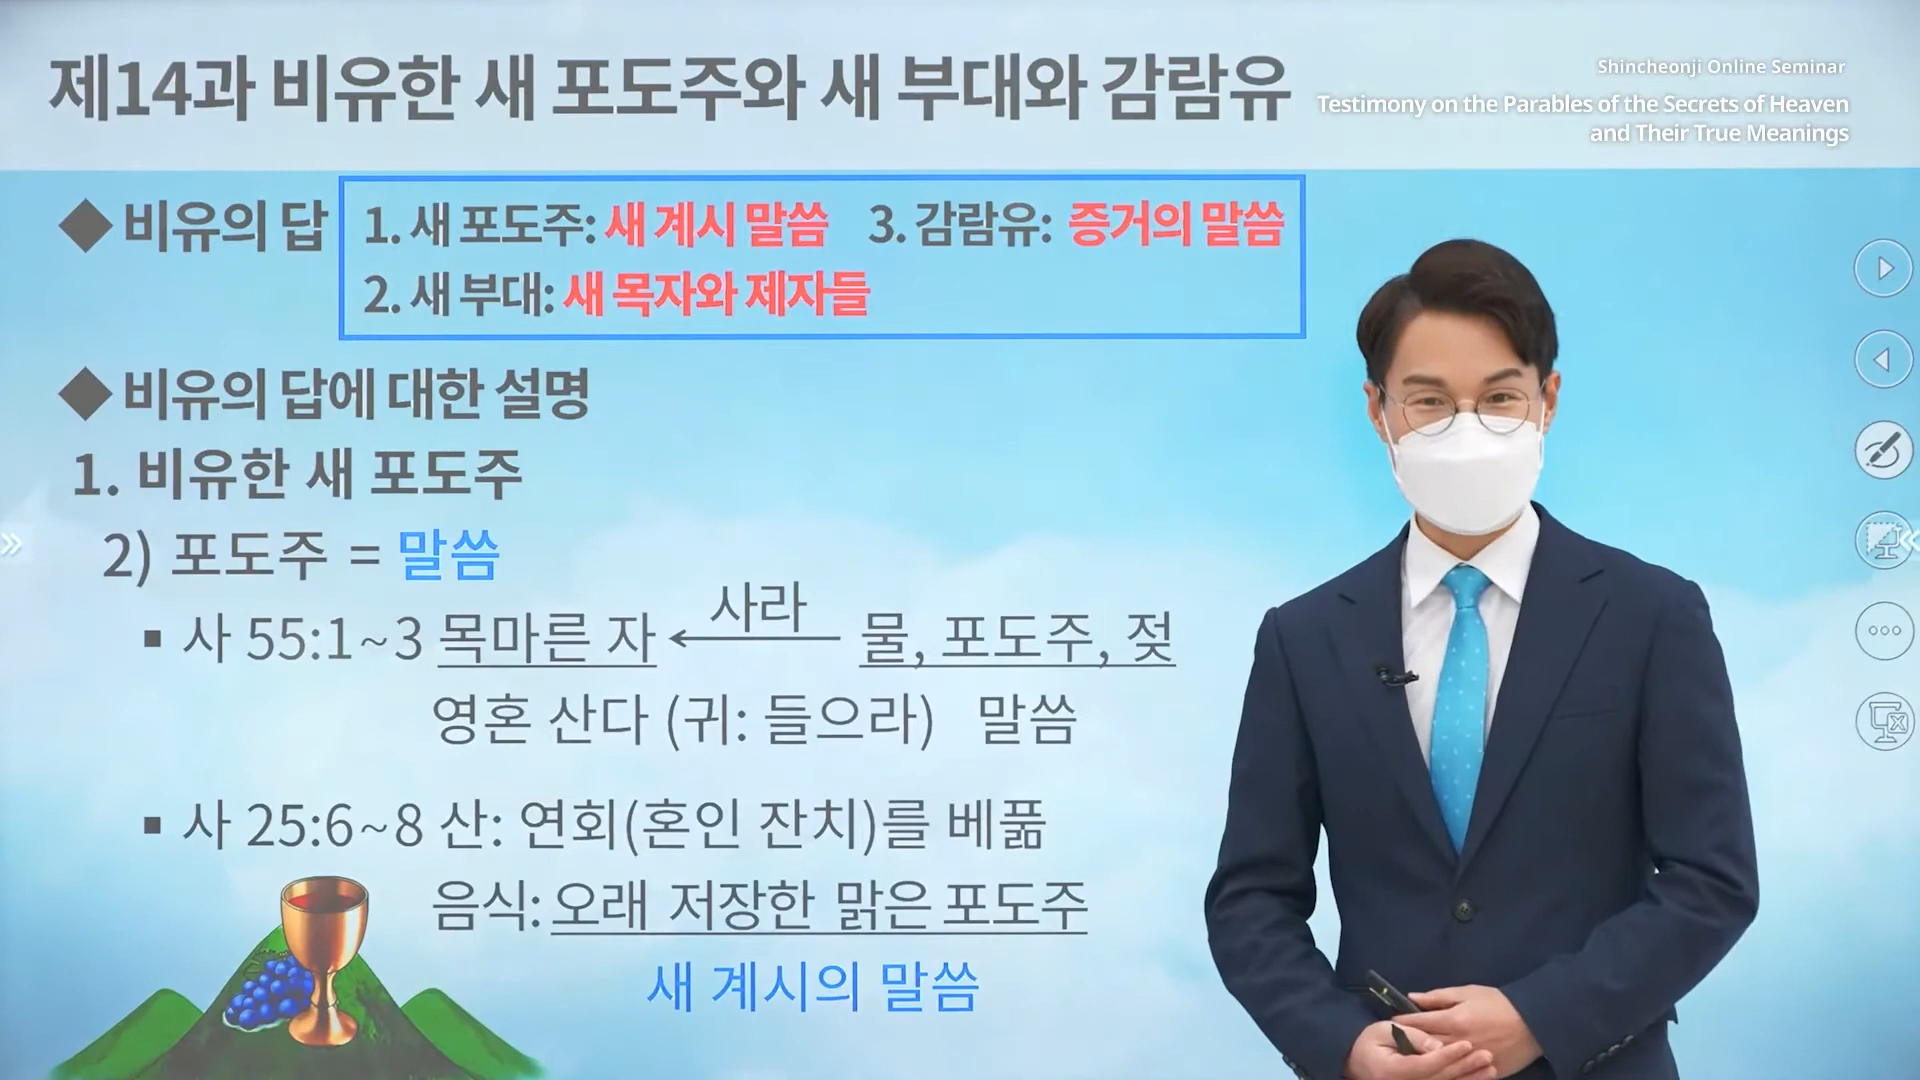 제14과 비유한 새 포도주와 새 부대와 감람유
Shincheonji Online Seminar
Testimony on the Parables of the Secrets of Heaven
and Their True Meanings
◆ 비유의 답
1. 새 포도주: 새 계시 말씀 3. 감람유: 증거의 말씀
2. 새 부대: 새 목자와 제자들
◆ 비유의 답에 대한 설명
1. 비유한 새 포도주
2) 포도주 = 말씀
사라
▪ 사 55:1~3 목마른 자 ← 물, 포도주, 젖
영혼 산다 (귀: 들으라) 말씀
▪ 사 25:6~8 산: 연회(혼인 잔치)를 베풂
음식: 오래 저장한 맑은 포도주
새 계시의 말씀